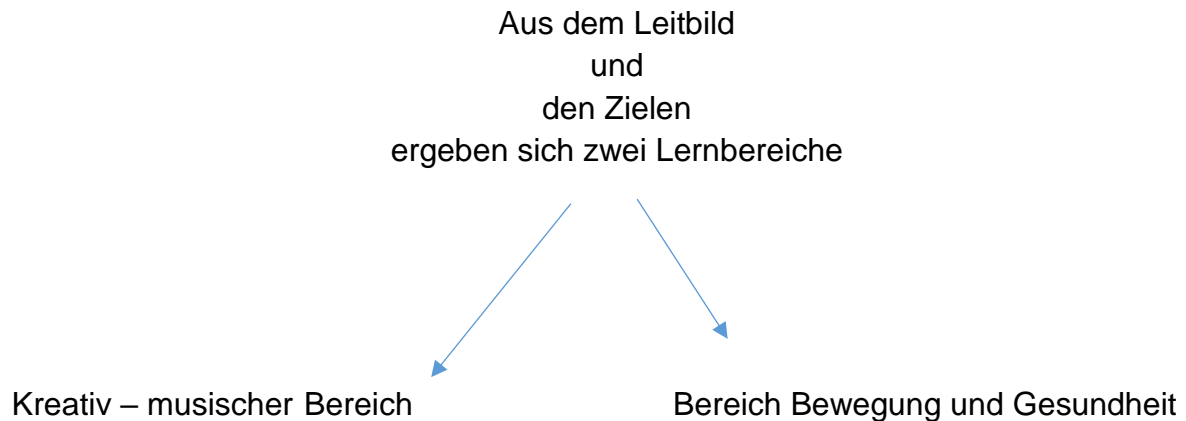 Aus dem Leitbild
und
den Zielen
ergeben sich zwei Lernbereiche
Kreativ – musischer Bereich
Bereich Bewegung und Gesundheit